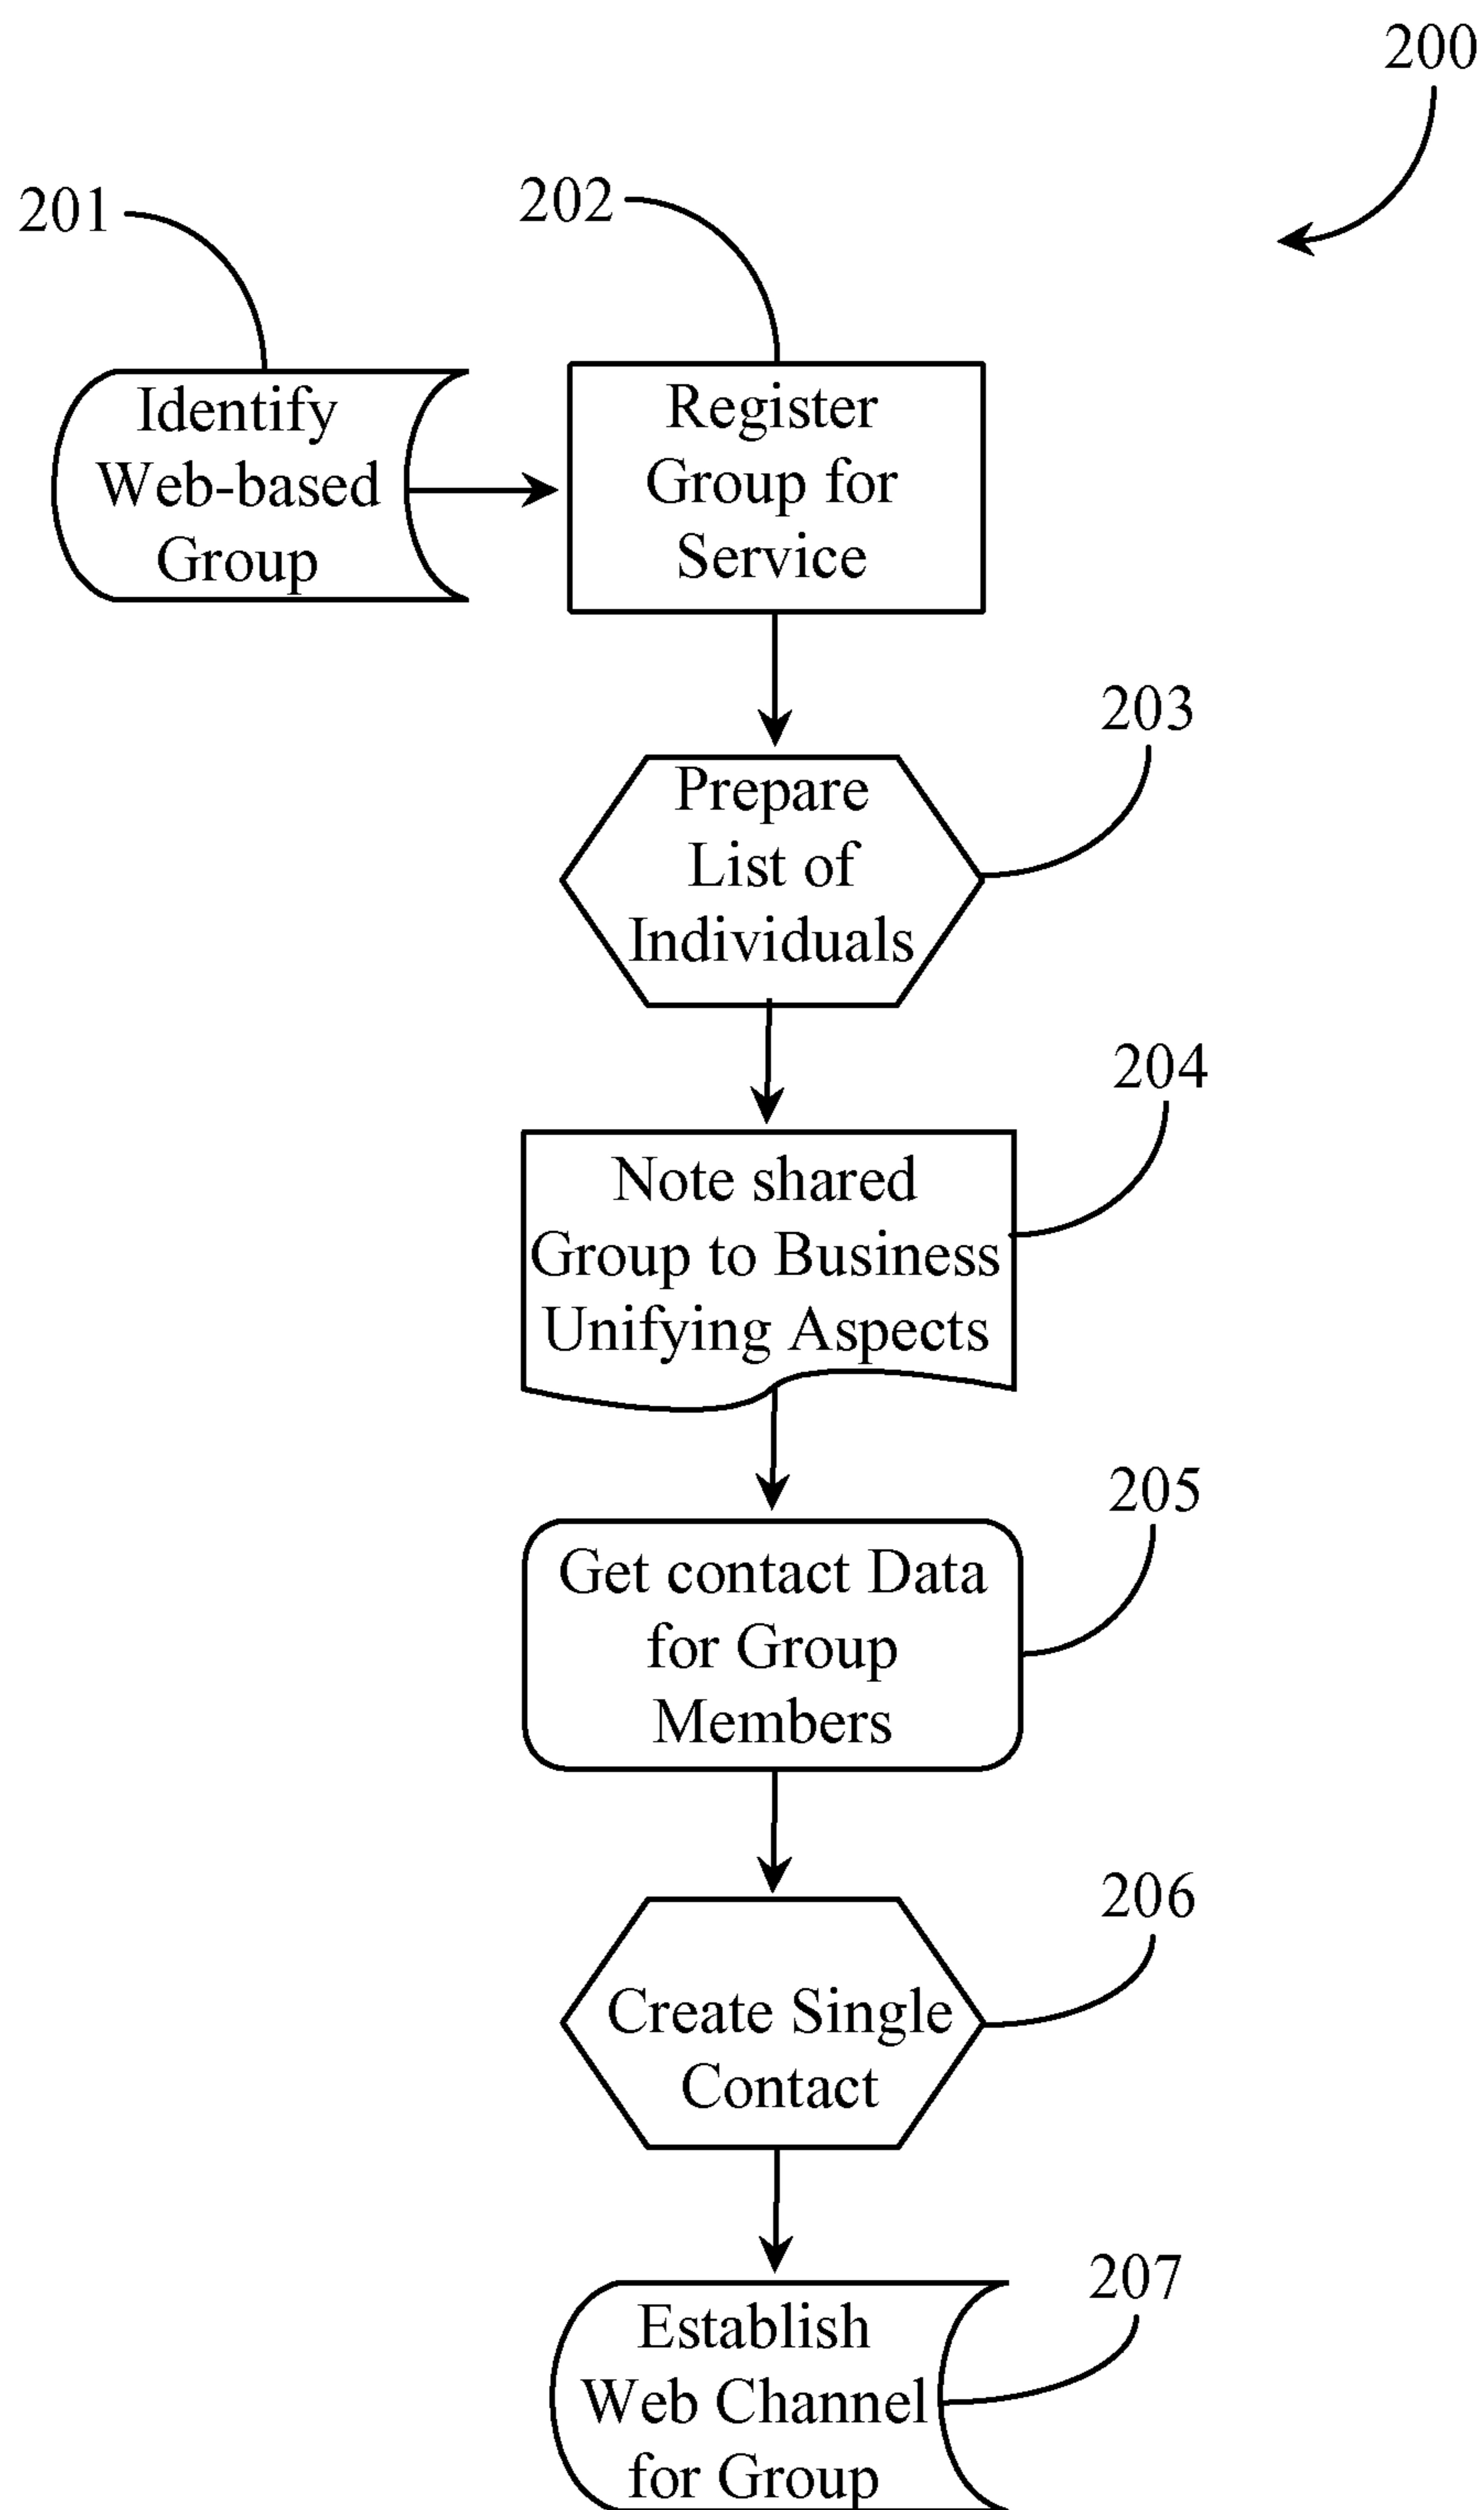 200
201
202
Identify
Web-based
Group
Register
Group for
Service
203
Prepare
List of
Individuals
204
Note shared
Group to Business
Unifying Aspects
205
Get contact Data
for Group
Members
206
Create Single
Contact
207
Establish
Web Channel
for Group